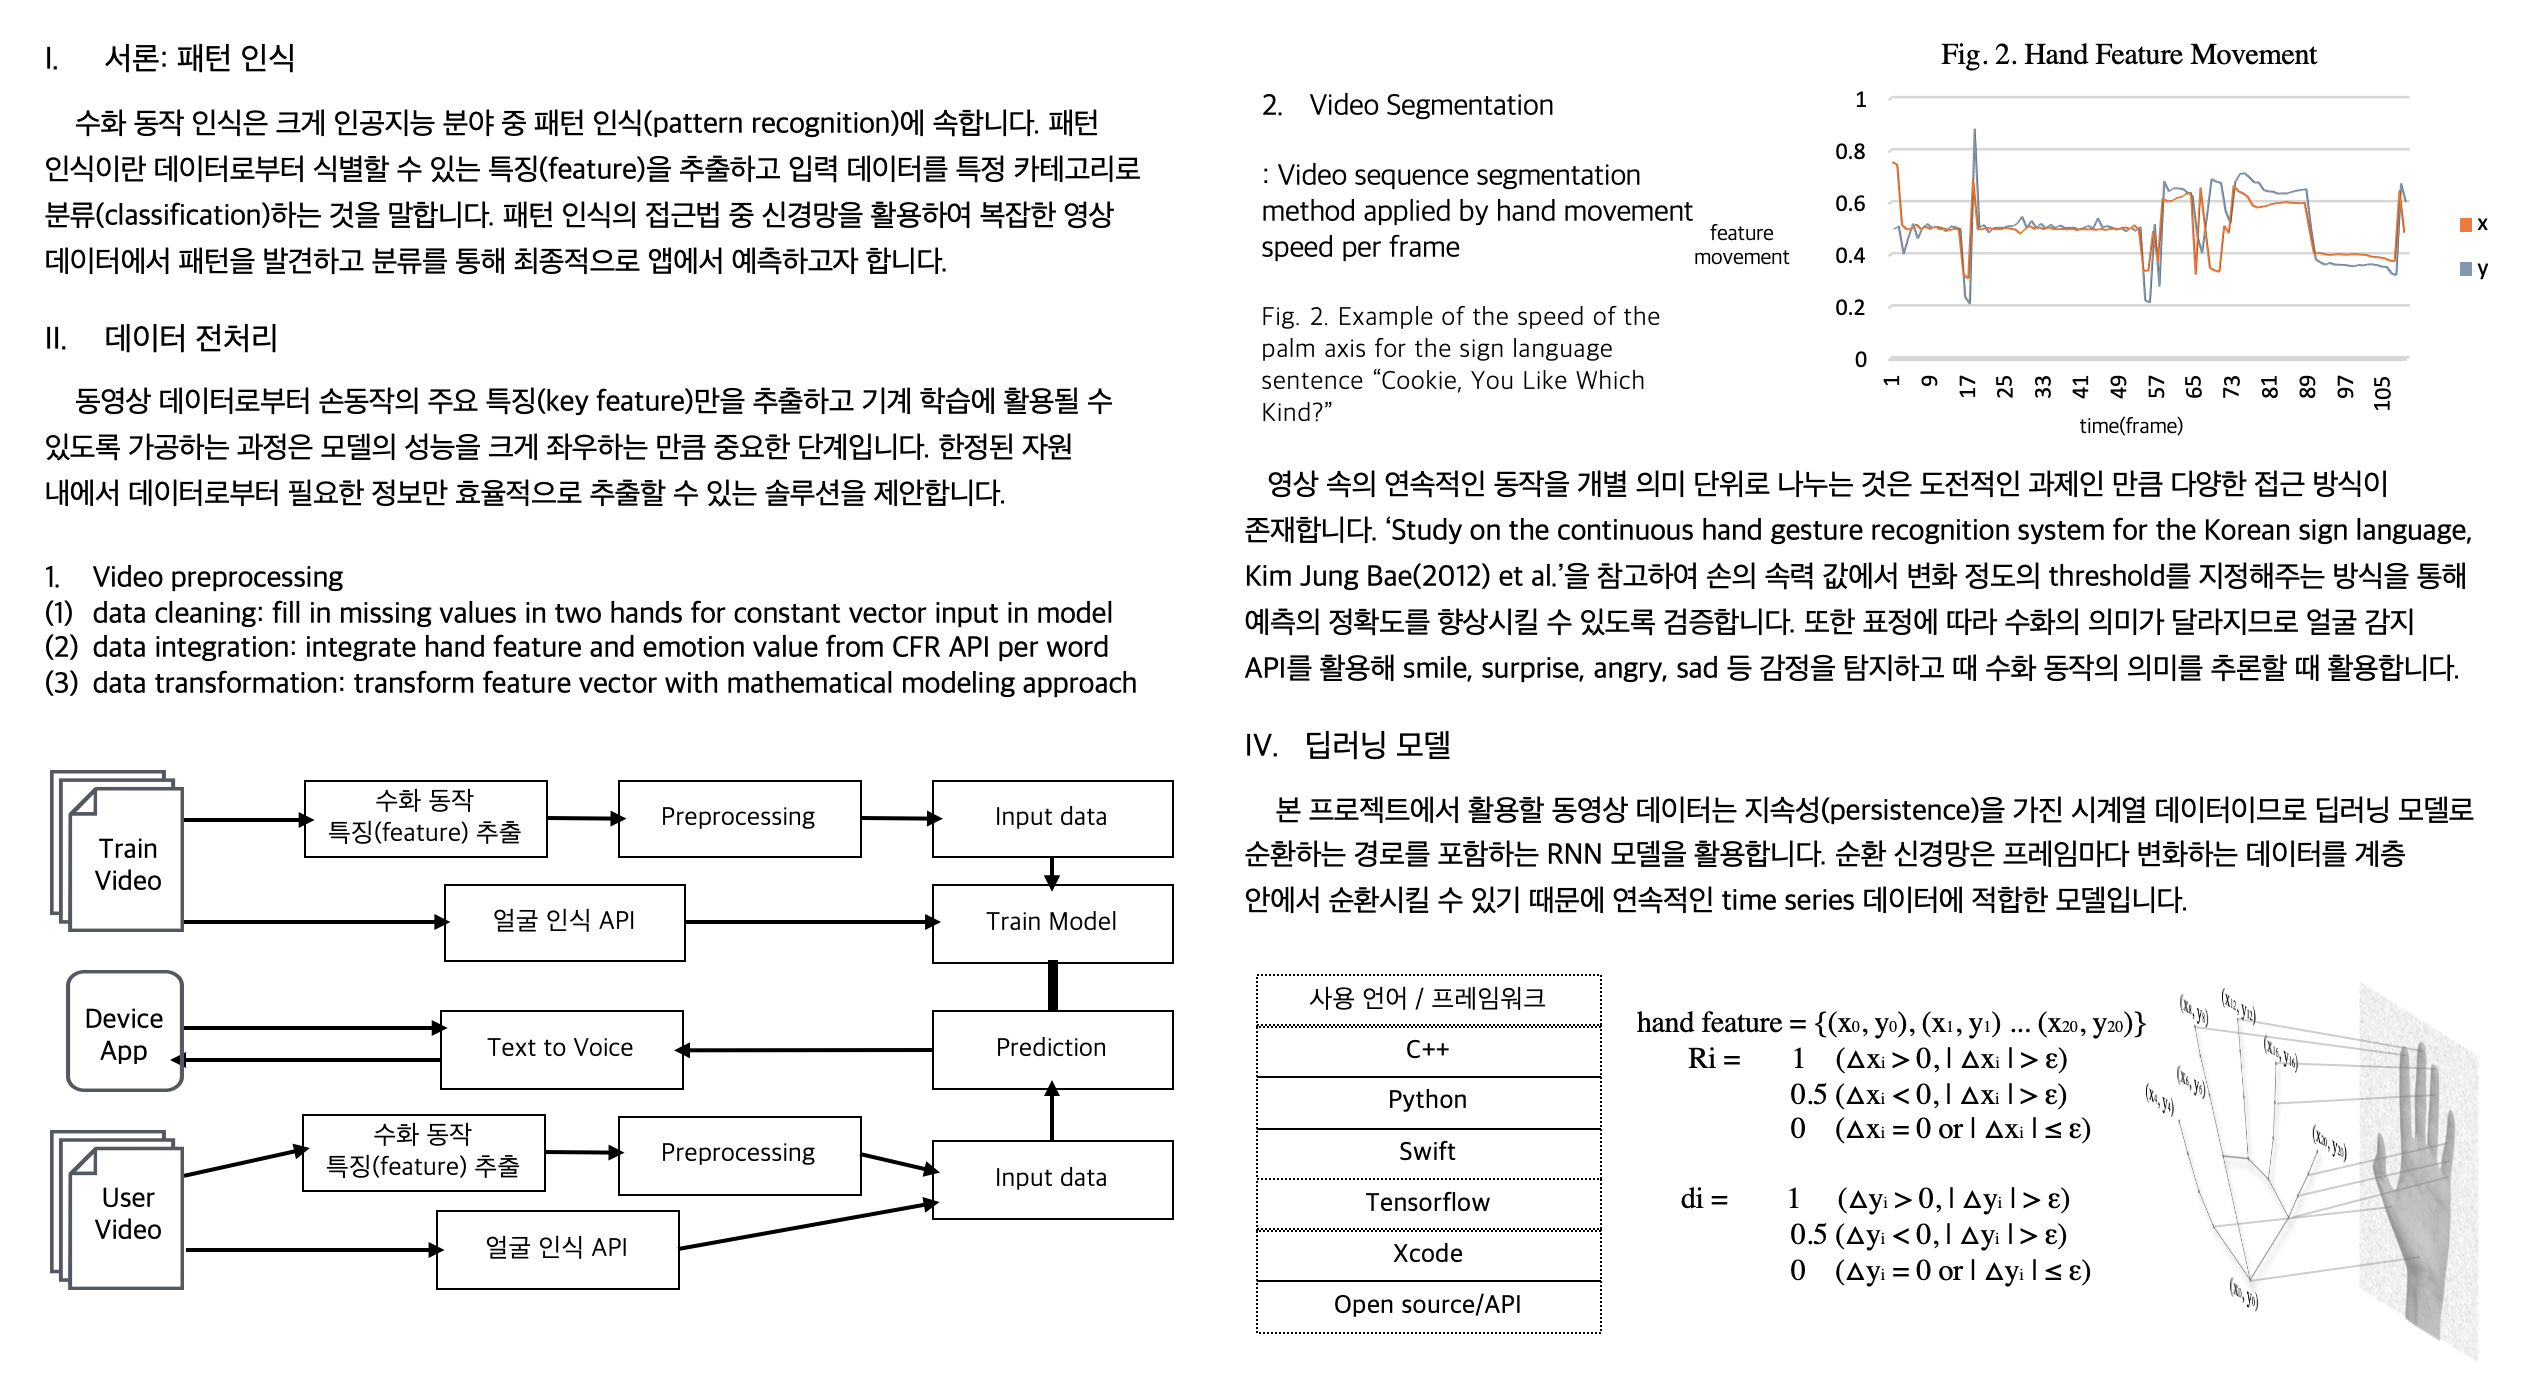 I. 서론: 패턴 인식
수화 동작 인식은 크게 인공지능 분야 중 패턴 인식(pattern recognition)에 속합니다. 패턴
인식이란 데이터로부터 식별할 수 있는 특징(feature)을 추출하고 입력 데이터를 특정 카테고리로
분류(classification)하는 것을 말합니다. 패턴 인식의 접근법 중 신경망을 활용하여 복잡한 영상
데이터에서 패턴을 발견하고 분류를 통해 최종적으로 앱에서 예측하고자 합니다.
II. 데이터 전처리
동영상 데이터로부터 손동작의 주요 특징(key feature)만을 추출하고 기계 학습에 활용될 수
있도록 가공하는 과정은 모델의 성능을 크게 좌우하는 만큼 중요한 단계입니다. 한정된 자원
내에서 데이터로부터 필요한 정보만 효율적으로 추출할 수 있는 솔루션을 제안합니다.
1. Video preprocessing
(1) data cleaning: fill in missing values in two hands for constant vector input in model
(2) data integration: integrate hand feature and emotion value from CFR API per word
(3) data transformation: transform feature vector with mathematical modeling approach
Train
Video
수화 동작
특징(feature) 추출
Preprocessing
Input data
얼굴 인식 API
Train Model
Device
App
Text to Voice
Prediction
User
Video
수화 동작
특징(feature) 추출
Preprocessing
Input data
얼굴 인식 API
2. Video Segmentation
: Video sequence segmentation
method applied by hand movement
speed per frame
Fig. 2. Example of the speed of the
palm axis for the sign language
sentence “Cookie, You Like Which
Kind?”
Fig. 2. Hand Feature Movement
feature
movement
1
0.8
0.6
0.4
0.2
0
1 9 17 25 33 41 49 57 65 73 81 89 97 105
time(frame)
x
y
영상 속의 연속적인 동작을 개별 의미 단위로 나누는 것은 도전적인 과제인 만큼 다양한 접근 방식이
존재합니다. ‘Study on the continuous hand gesture recognition system for the Korean sign language,
Kim Jung Bae(2012) et al.’을 참고하여 손의 속력 값에서 변화 정도의 threshold를 지정해주는 방식을 통해
예측의 정확도를 향상시킬 수 있도록 검증합니다. 또한 표정에 따라 수화의 의미가 달라지므로 얼굴 감지
API를 활용해 smile, surprise, angry, sad 등 감정을 탐지하고 때 수화 동작의 의미를 추론할 때 활용합니다.
IV. 딥러닝 모델
본 프로젝트에서 활용할 동영상 데이터는 지속성(persistence)을 가진 시계열 데이터이므로 딥러닝 모델로
순환하는 경로를 포함하는 RNN 모델을 활용합니다. 순환 신경망은 프레임마다 변화하는 데이터를 계층
안에서 순환시킬 수 있기 때문에 연속적인 time series 데이터에 적합한 모델입니다.
사용 언어 / 프레임워크
C++
Python
Swift
Tensorflow
Xcode
Open source/API
hand feature = {(x₀, y₀), (x₁, y₁) ... (x₂₀, y₂₀)}
Ri = 1 (Δxᵢ > 0, | Δxᵢ | > ε)
0.5 (Δxᵢ < 0, | Δxᵢ | > ε)
0 (Δxᵢ = 0 or | Δxᵢ | ≤ ε)
di = 1 (Δyᵢ > 0, | Δyᵢ | > ε)
0.5 (Δyᵢ < 0, | Δyᵢ | > ε)
0 (Δyᵢ = 0 or | Δyᵢ | ≤ ε)
(x₈, y₈)
(x₁₂, y₁₂)
(x₁₆, y₁₆)
(x₆, y₆)
(x₄, y₄)
(x₂₀, y₂₀)
(x₀, y₀)